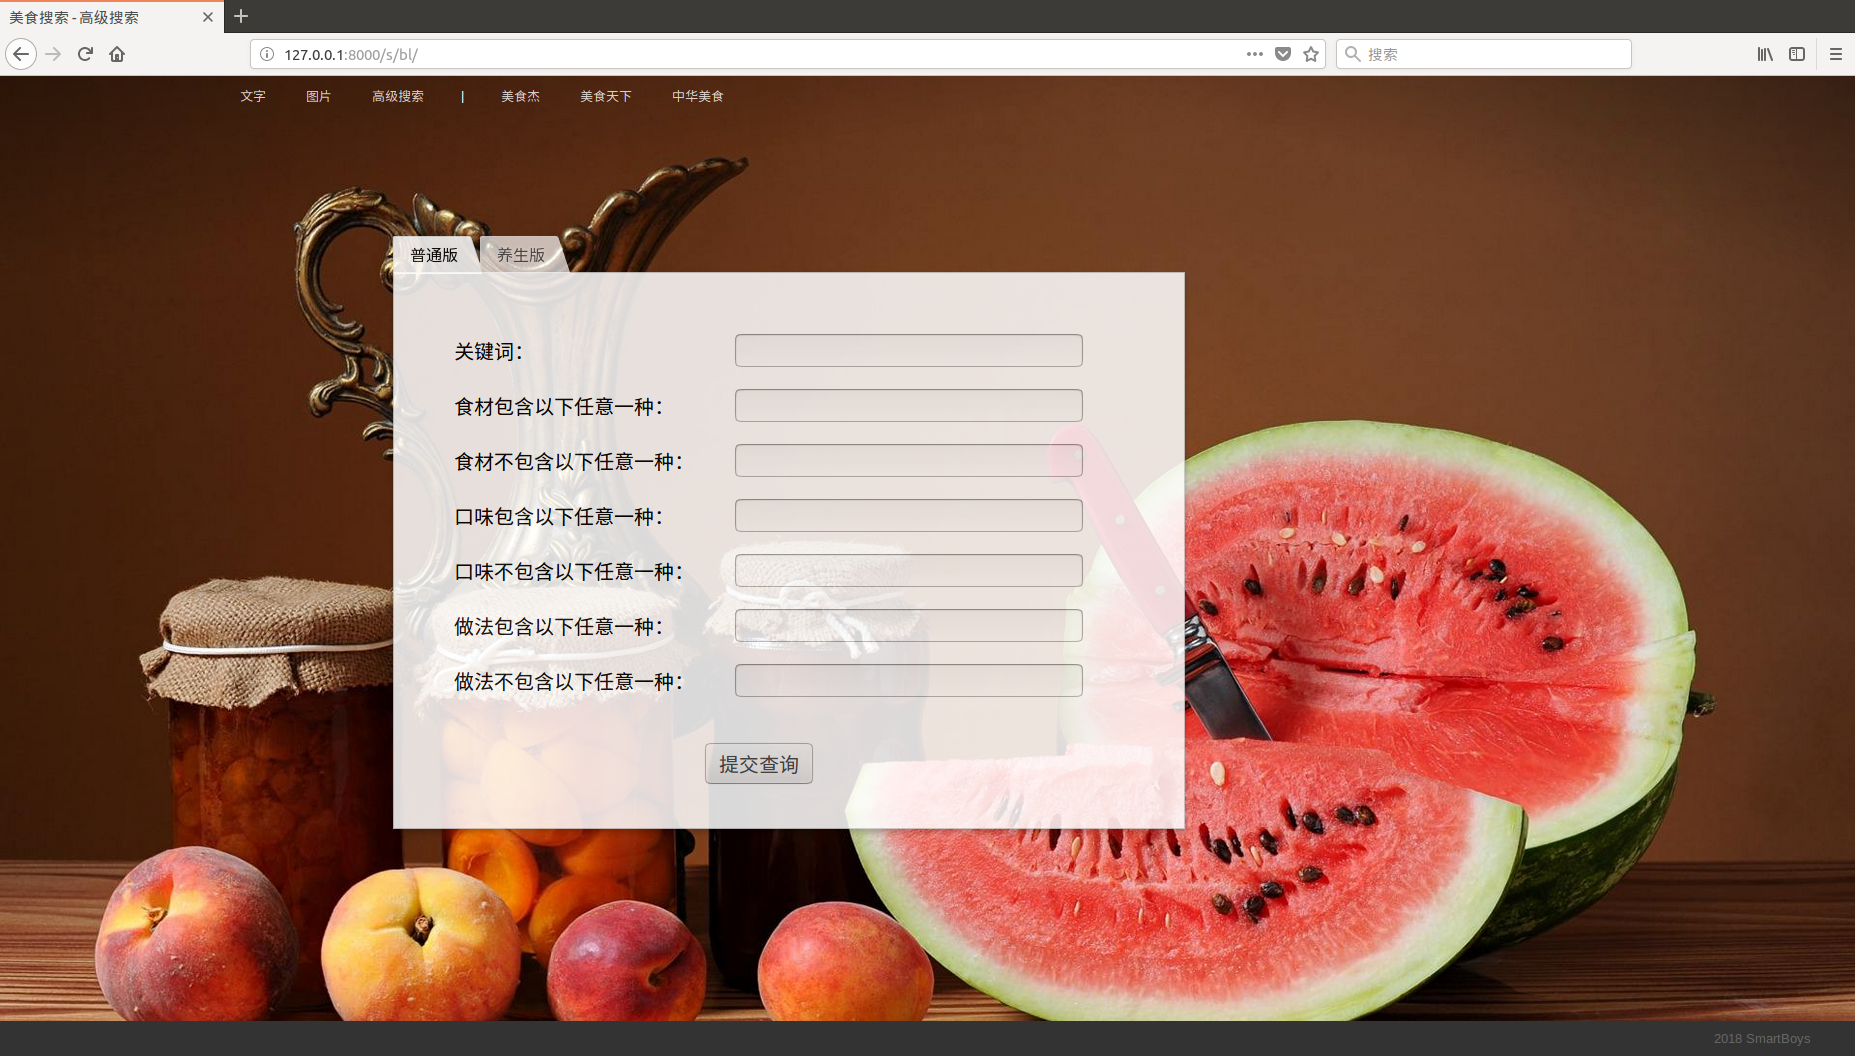 美食搜索 - 高级搜索
127.0.0.1:8000/s/bl/
搜索
文字 图片 高级搜索 | 美食杰 美食天下 中华美食
普通版 养生版
关键词：
食材包含以下任意一种：
食材不包含以下任意一种：
口味包含以下任意一种：
口味不包含以下任意一种：
做法包含以下任意一种：
做法不包含以下任意一种：
提交查询
2018 SmartBoys